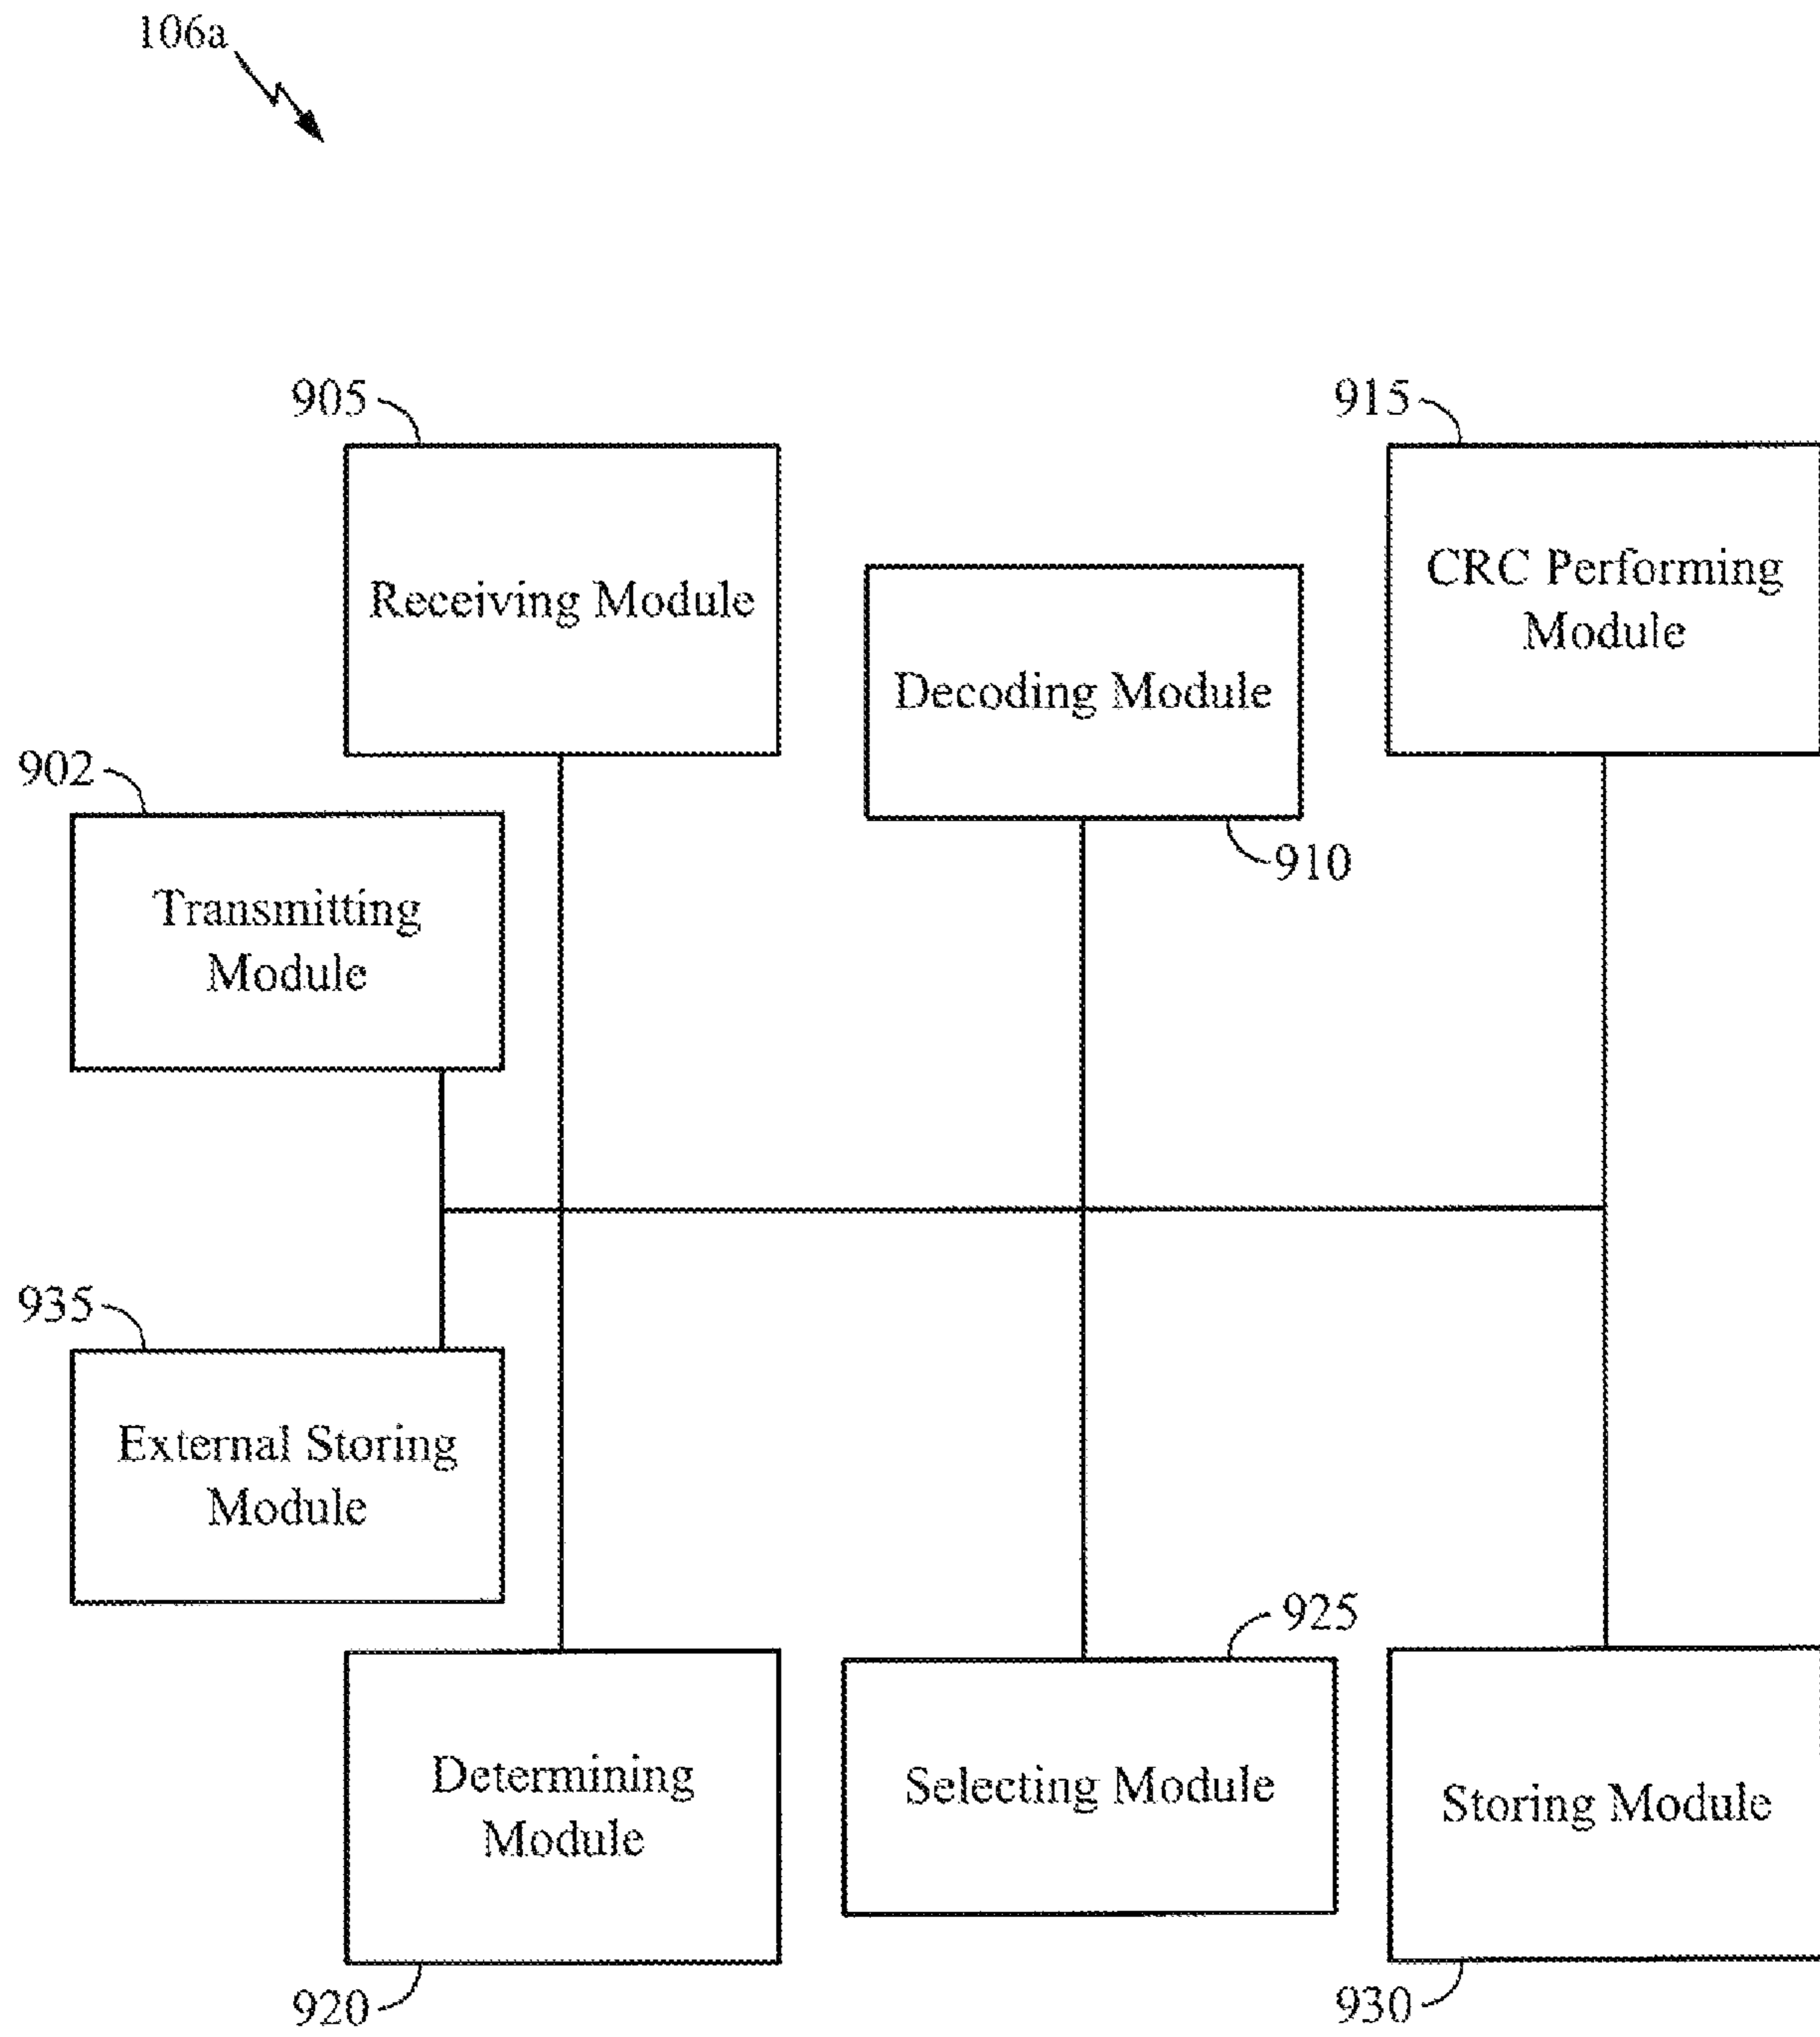 106a
905
915
Receiving Module
CRC Performing
Module
Decoding Module
902
910
Transmitting
Module
935
External Storing
Module
925
Determining
Module
Selecting Module
Storing Module
920
930